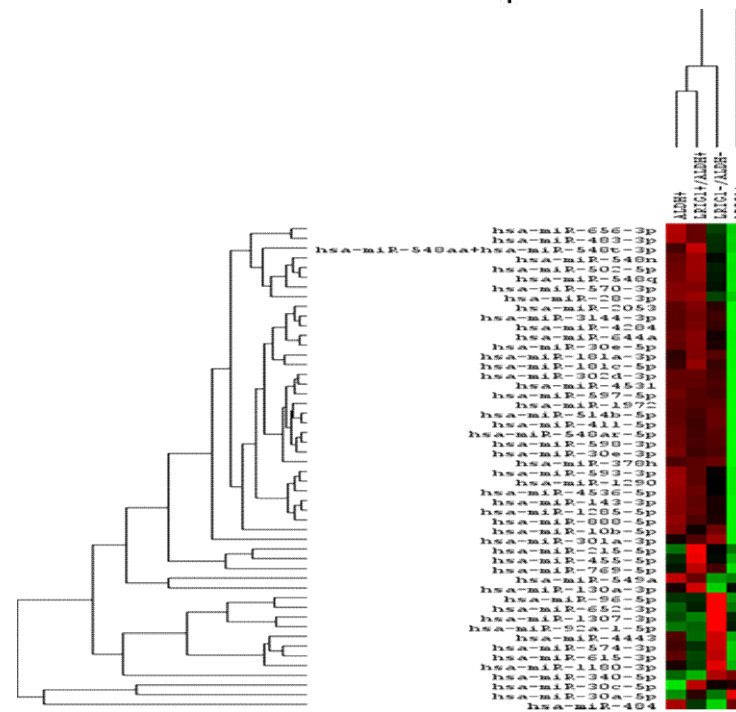 ALDH+
LRIG1+/ALDH+
LRIG1-/ALDH-
hsa-miR-656-3p
hsa-miR-483-3p
hsa-miR-548aa+hsa-miR-548t-3p
hsa-miR-548n
hsa-miR-502-5p
hsa-miR-548q
hsa-miR-570-3p
hsa-miR-28-3p
hsa-miR-2053
hsa-miR-3144-3p
hsa-miR-4284
hsa-miR-644a
hsa-miR-30e-5p
hsa-miR-181a-3p
hsa-miR-181c-5p
hsa-miR-302d-3p
hsa-miR-4531
hsa-miR-597-5p
hsa-miR-1972
hsa-miR-514b-5p
hsa-miR-411-5p
hsa-miR-548ar-5p
hsa-miR-598-3p
hsa-miR-30e-3p
hsa-miR-378h
hsa-miR-593-3p
hsa-miR-1290
hsa-miR-4536-5p
hsa-miR-143-3p
hsa-miR-1285-5p
hsa-miR-888-5p
hsa-miR-10b-5p
hsa-miR-301a-3p
hsa-miR-215-5p
hsa-miR-455-5p
hsa-miR-769-5p
hsa-miR-549a
hsa-miR-130a-3p
hsa-miR-96-5p
hsa-miR-652-3p
hsa-miR-1307-3p
hsa-miR-92a-1-5p
hsa-miR-4443
hsa-miR-574-3p
hsa-miR-615-3p
hsa-miR-1180-3p
hsa-miR-340-5p
hsa-miR-30c-5p
hsa-miR-30a-5p
hsa-miR-484